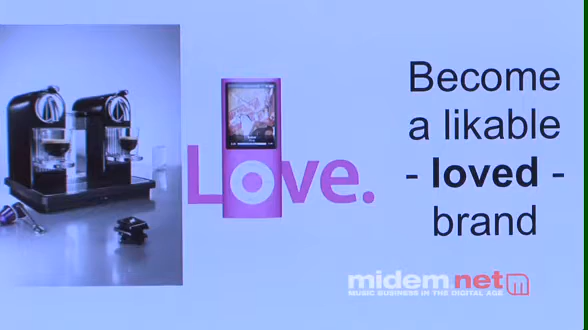 Love.
Become
a likable
- loved -
brand
midem.net
MUSIC BUSINESS IN THE DIGITAL AGE